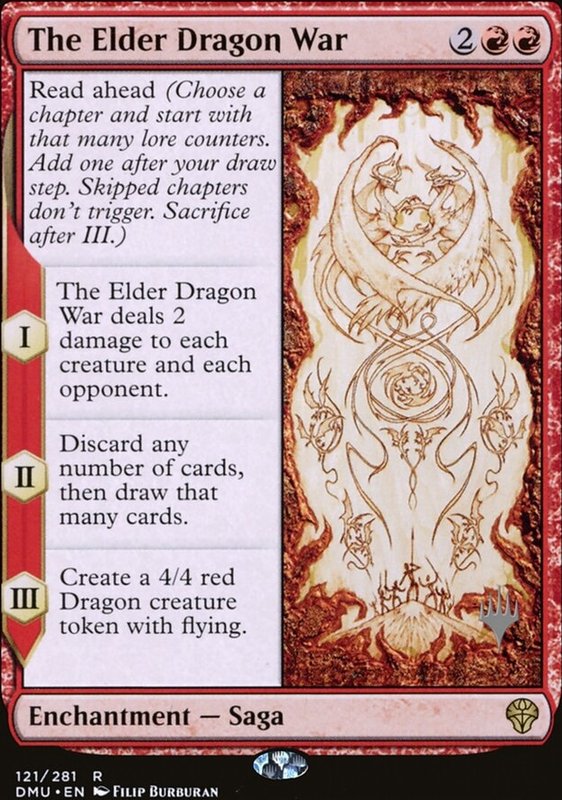 The Elder Dragon War 2
Read ahead (Choose a
chapter and start with
that many lore counters.
Add one after your draw
step. Skipped chapters
don't trigger. Sacrifice
after III.)
I
The Elder Dragon
War deals 2
damage to each
creature and each
opponent.
II
Discard any
number of cards,
then draw that
many cards.
III
Create a 4/4 red
Dragon creature
token with flying.
Enchantment — Saga
121/281 R
DMU • EN Filip Burburan